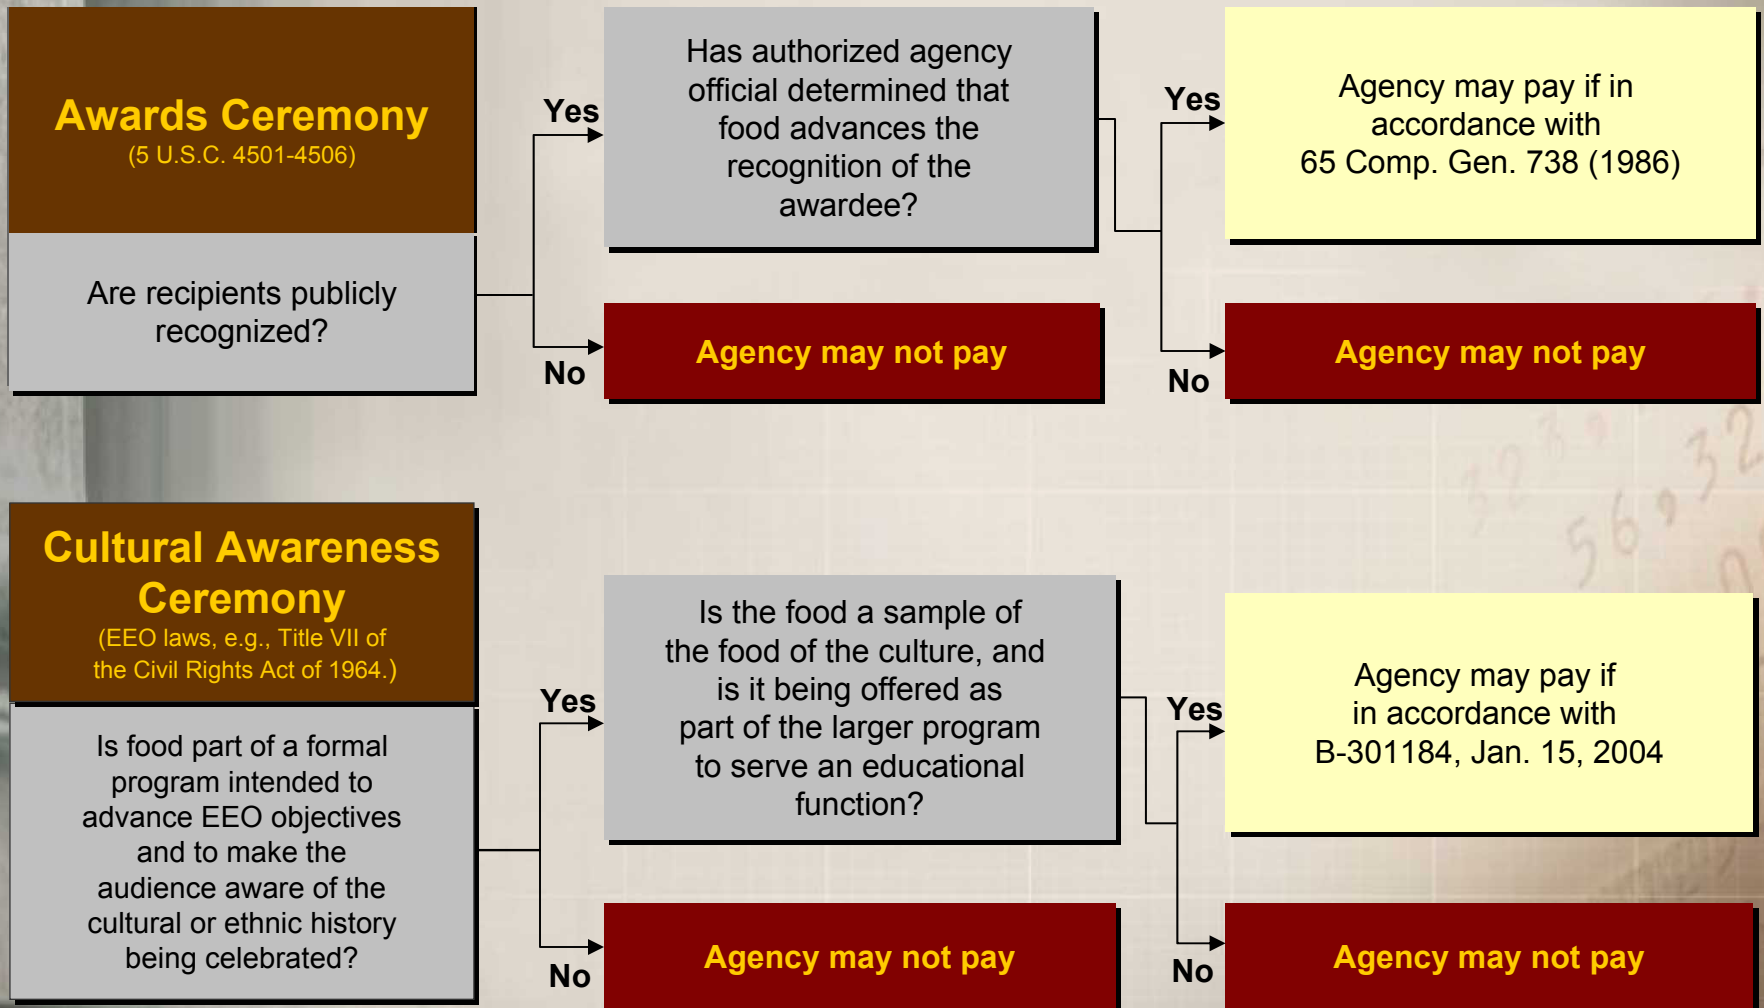 Awards Ceremony
(5 U.S.C. 4501-4506)
Are recipients publicly
recognized?
Yes
No
Has authorized agency
official determined that
food advances the
recognition of the
awardee?
Agency may not pay
Yes
No
Agency may pay if in
accordance with
65 Comp. Gen. 738 (1986)
Agency may not pay
Cultural Awareness
Ceremony
(EEO laws, e.g., Title VII of
the Civil Rights Act of 1964.)
Is food part of a formal
program intended to
advance EEO objectives
and to make the
audience aware of the
cultural or ethnic history
being celebrated?
Yes
No
Is the food a sample of
the food of the culture, and
is it being offered as
part of the larger program
to serve an educational
function?
Agency may not pay
Yes
No
Agency may pay if
in accordance with
B-301184, Jan. 15, 2004
Agency may not pay